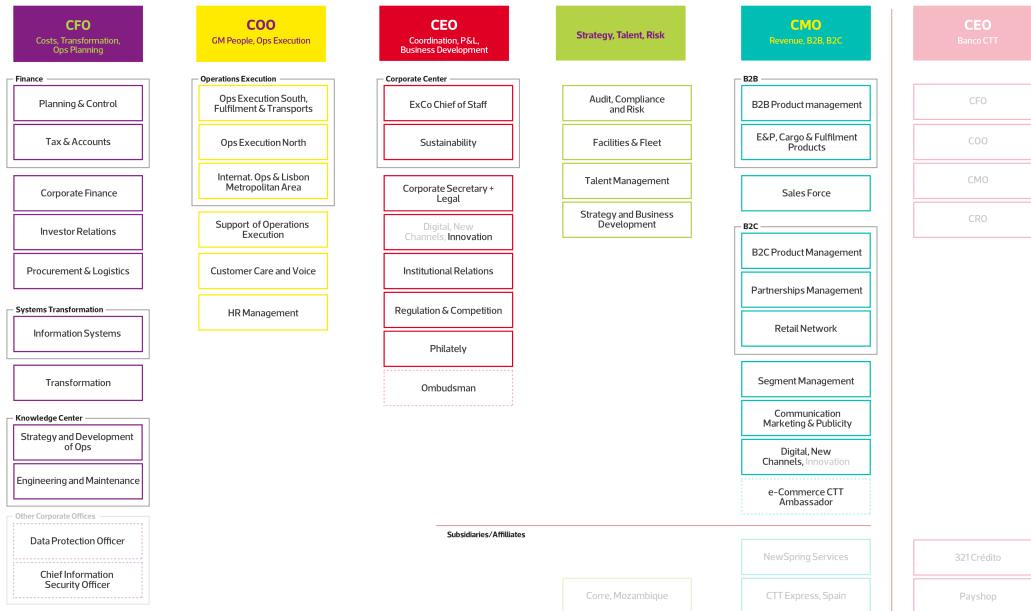 CFO
Costs, Transformation,
Ops Planning
Finance
Planning & Control
Tax & Accounts
Corporate Finance
Investor Relations
Procurement & Logistics
Systems Transformation
Information Systems
Transformation
Knowledge Center
Strategy and Development
of Ops
Engineering and Maintenance
Other Corporate Offices
Data Protection Officer
Chief Information
Security Officer
COO
GM People, Ops Execution
Operations Execution
Ops Execution South,
Fulfilment & Transports
Ops Execution North
Internat. Ops & Lisbon
Metropolitan Area
Support of Operations
Execution
Customer Care and Voice
HR Management
CEO
Coordination, P&L,
Business Development
Corporate Center
ExCo Chief of Staff
Sustainability
Corporate Secretary +
Legal
Digital, New
Channels, Innovation
Institutional Relations
Regulation & Competition
Philately
Ombudsman
Strategy, Talent, Risk
Audit, Compliance
and Risk
Facilities & Fleet
Talent Management
Strategy and Business
Development
CMO
Revenue, B2B, B2C
B2B
B2B Product management
E&P, Cargo & Fulfilment
Products
Sales Force
B2C
B2C Product Management
Partnerships Management
Retail Network
Segment Management
Communication
Marketing & Publicity
Digital, New
Channels, Innovation
e-Commerce CTT
Ambassador
CEO
Banco CTT
CFO
COO
CMO
CRO
Subsidiaries/Affilliates
Corre, Mozambique
NewSpring Services
CTT Express, Spain
321 Crédito
Payshop